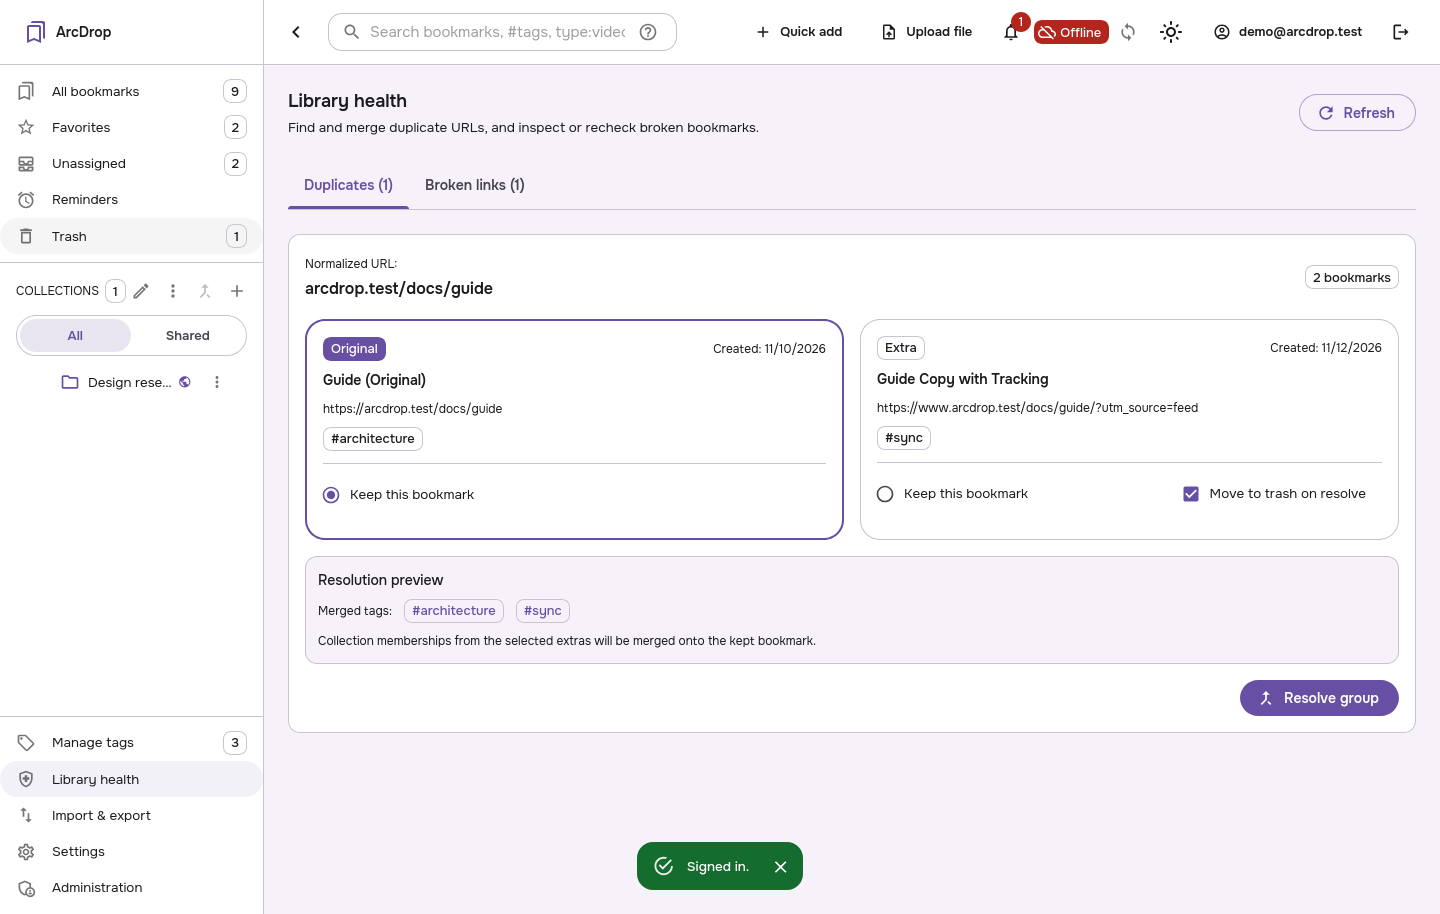 ArcDrop
Search bookmarks, #tags, type:video
Quick add
Upload file
1
Offline
demo@arcdrop.test
All bookmarks 9
Favorites 2
Unassigned 2
Reminders
Trash 1
COLLECTIONS 1
All Shared
Design rese...
Manage tags 3
Library health
Import & export
Settings
Administration
Library health
Find and merge duplicate URLs, and inspect or recheck broken bookmarks.
Refresh
Duplicates (1) Broken links (1)
Normalized URL:
arcdrop.test/docs/guide
2 bookmarks
Original Created: 11/10/2026
Guide (Original)
https://arcdrop.test/docs/guide
#architecture
Keep this bookmark
Extra Created: 11/12/2026
Guide Copy with Tracking
https://www.arcdrop.test/docs/guide/?utm_source=feed
#sync
Keep this bookmark Move to trash on resolve
Resolution preview
Merged tags: #architecture #sync
Collection memberships from the selected extras will be merged onto the kept bookmark.
Resolve group
Signed in.